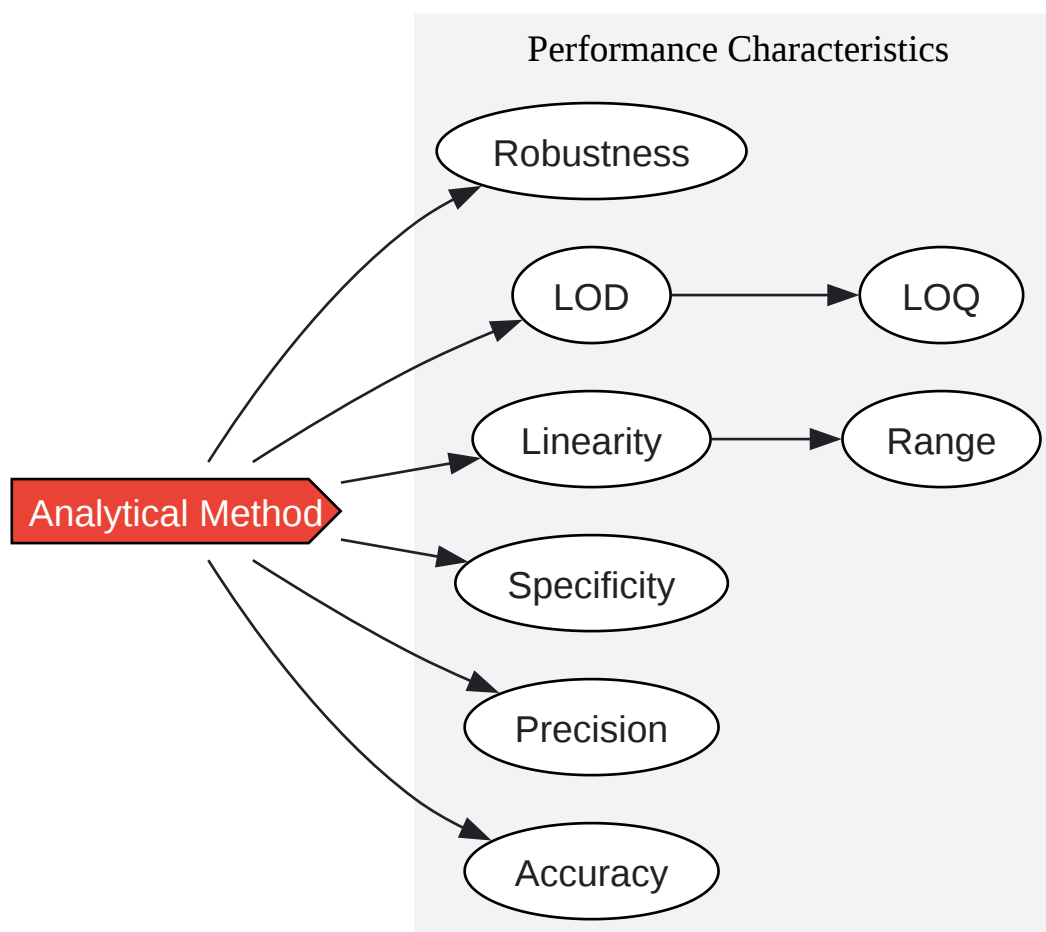 Performance Characteristics
Robustness
LOD
LOQ
Linearity
Range
Analytical Method
Specificity
Precision
Accuracy